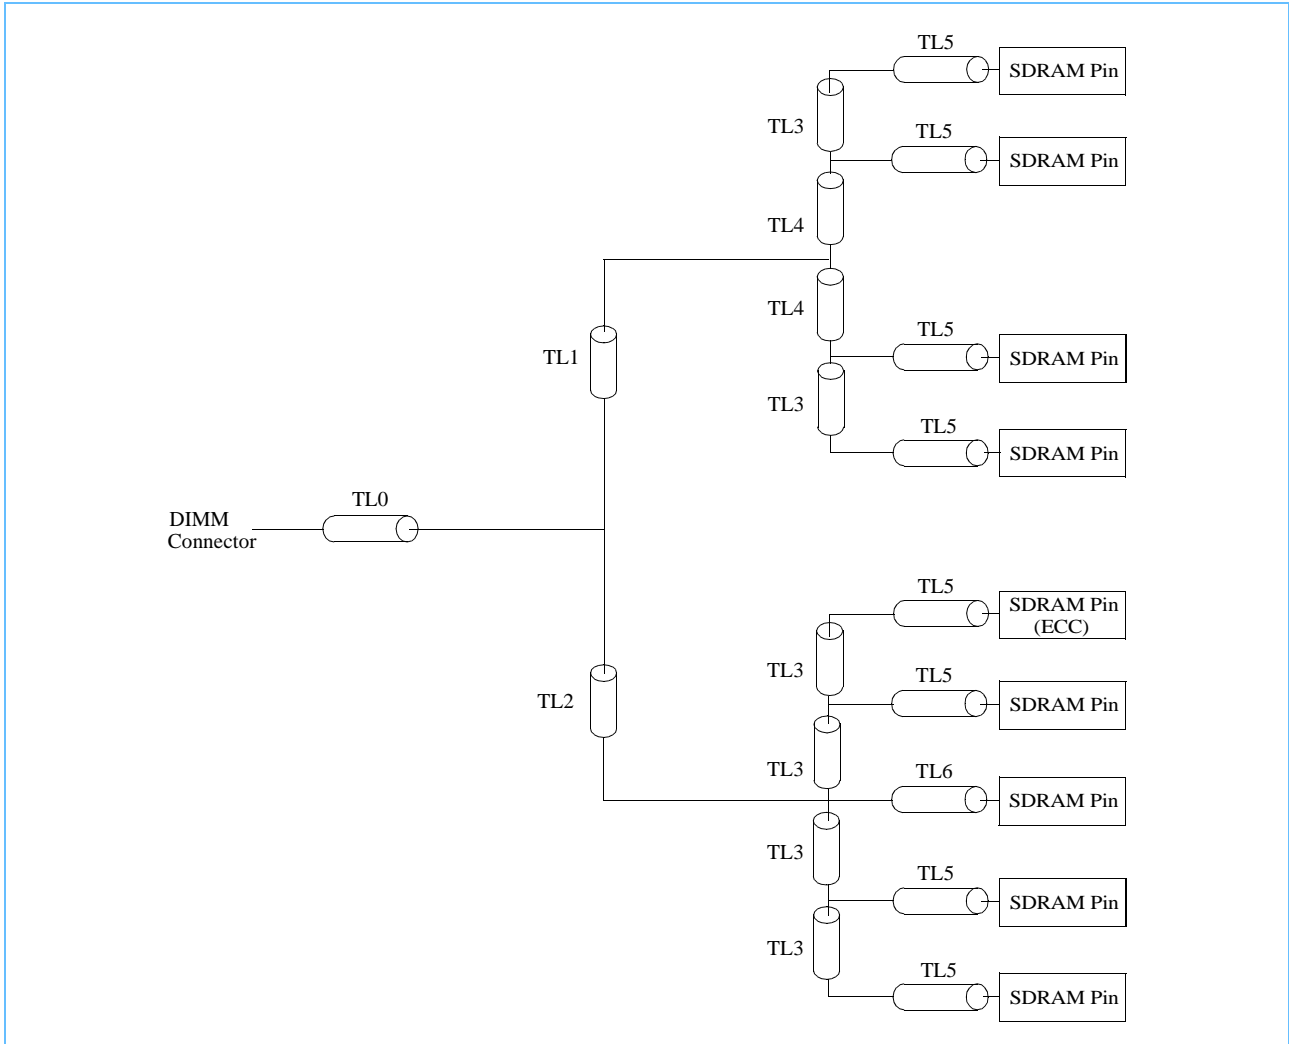 TL5
SDRAM Pin
TL3
TL5
SDRAM Pin
TL4
TL4
TL5
SDRAM Pin
TL1
TL3
TL5
SDRAM Pin
TL0
DIMM
Connector
TL5
SDRAM Pin
(ECC)
TL3
TL5
SDRAM Pin
TL2
TL3
TL6
SDRAM Pin
TL3
TL5
SDRAM Pin
TL3
TL5
SDRAM Pin